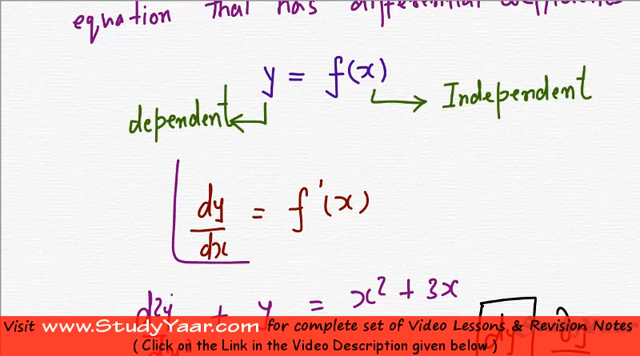 equation that has differential coefficients
y = f(x)
dependent
Independent
dy/dx = f'(x)
+ y = x² + 3x
Visit www.StudyYaar.com for complete set of Video Lessons & Revision Notes
( Click on the Link in the Video Description given below )